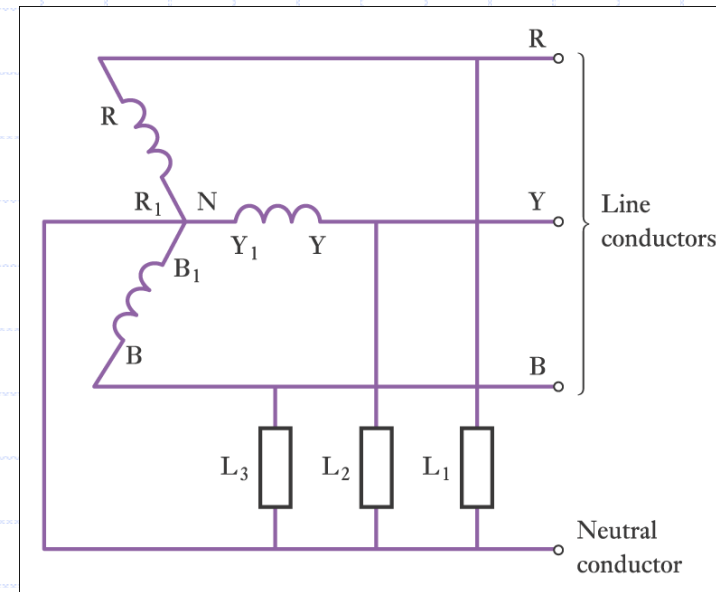 R
R
R₁ N
Y
Line
conductors
Y₁ Y
B₁
B
B
L₃ L₂ L₁
Neutral
conductor